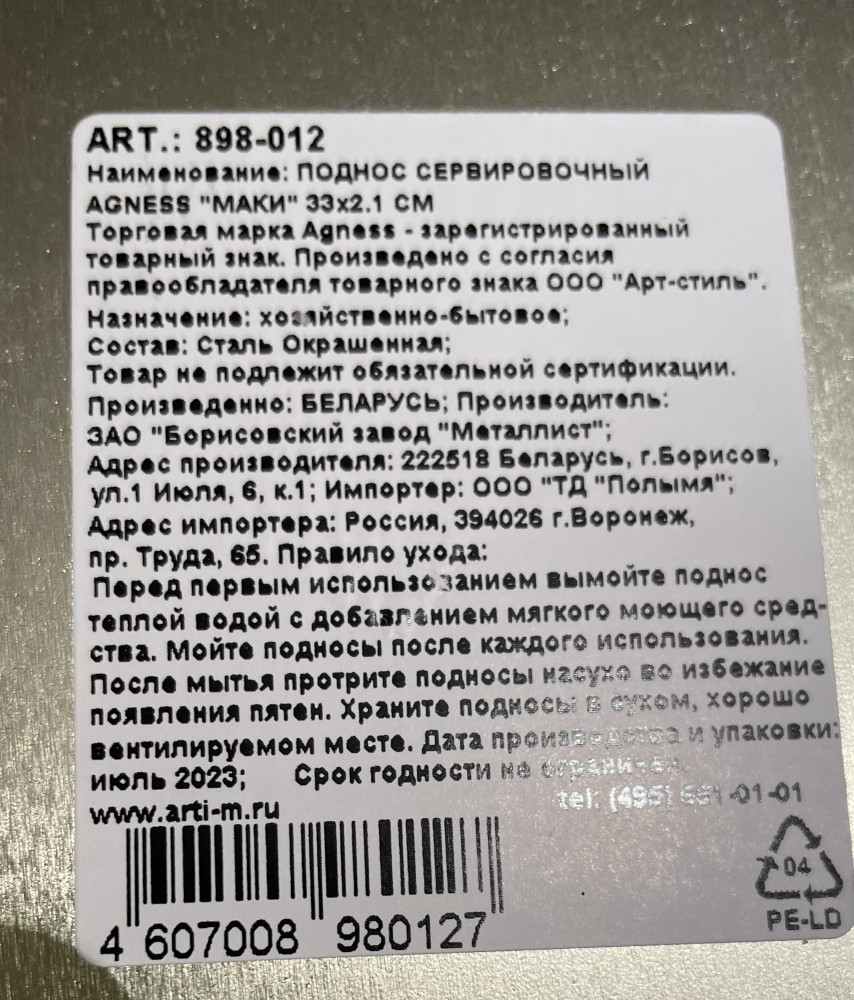 ART.: 898-012
Наименование: ПОДНОС СЕРВИРОВОЧНЫЙ
AGNESS "МАКИ" 33x2.1 СМ
Торговая марка Agness - зарегистрированный
товарный знак. Произведено с согласия
правообладателя товарного знака ООО "Арт-стиль".
Назначение: хозяйственно-бытовое;
Состав: Сталь Окрашенная;
Товар не подлежит обязательной сертификации.
Произведенно: БЕЛАРУСЬ; Производитель:
ЗАО "Борисовский завод "Металлист";
Адрес производителя: 222518 Беларусь, г.Борисов,
ул.1 Июля, 6, к.1; Импортер: ООО "ТД "Полымя";
Адрес импортера: Россия, 394026 г.Воронеж,
пр. Труда, 65. Правило ухода:
Перед первым использованием вымойте поднос
теплой водой с добавлением мягкого моющего сред-
ства. Мойте подносы после каждого использования.
После мытья протрите подносы насухо во избежание
появления пятен. Храните подносы в сухом, хорошо
вентилируемом месте. Дата производства и упаковки:
июль 2023; Срок годности не ограничен.
tel: (495) 661-01-01
www.arti-m.ru
4 607008 980127
04
PE-LD